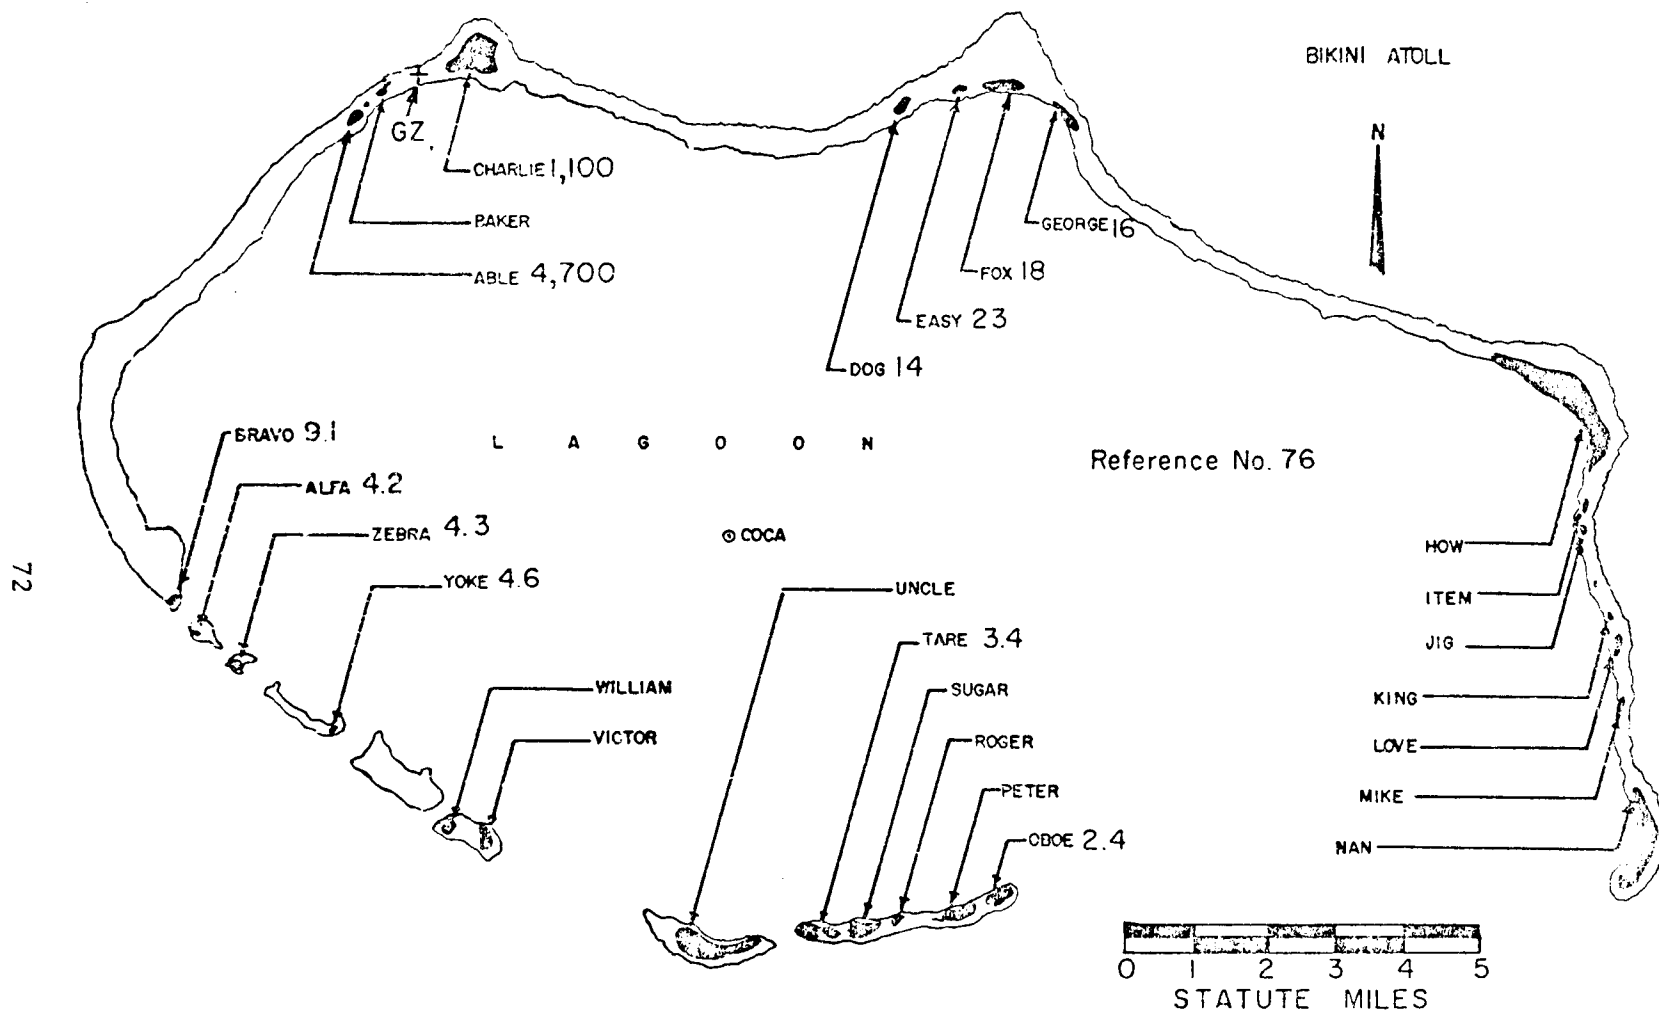 BIKINI ATOLL
N
GZ
CHARLIE 1,100
BAKER
ABLE 4,700
GEORGE 16
FOX 18
EASY 23
DOG 14
BRAVO 9.1
LAGOON
Reference No. 76
ALFA 4.2
ZEBRA 4.3
COCA
HOW
YOKE 4.6
UNCLE
ITEM
TARE 3.4
JIG
WILLIAM
SUGAR
KING
VICTOR
ROGER
LOVE
PETER
MIKE
OBOE 2.4
NAN
0 1 2 3 4 5
STATUTE MILES
72